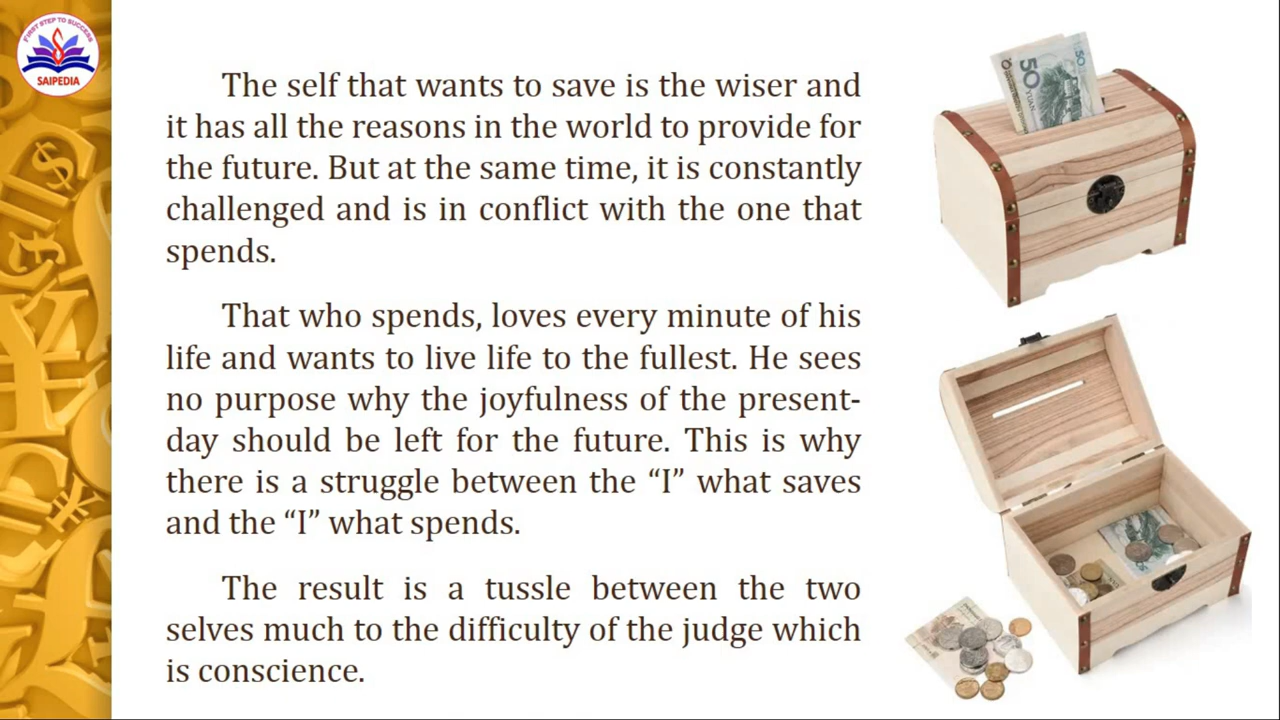 FIRST STEP TO SUCCESS
SAIPEDIA
The self that wants to save is the wiser and
it has all the reasons in the world to provide for
the future. But at the same time, it is constantly
challenged and is in conflict with the one that
spends.
That who spends, loves every minute of his
life and wants to live life to the fullest. He sees
no purpose why the joyfulness of the present-
day should be left for the future. This is why
there is a struggle between the “I” what saves
and the “I” what spends.
The result is a tussle between the two
selves much to the difficulty of the judge which
is conscience.
50
YUAN
50